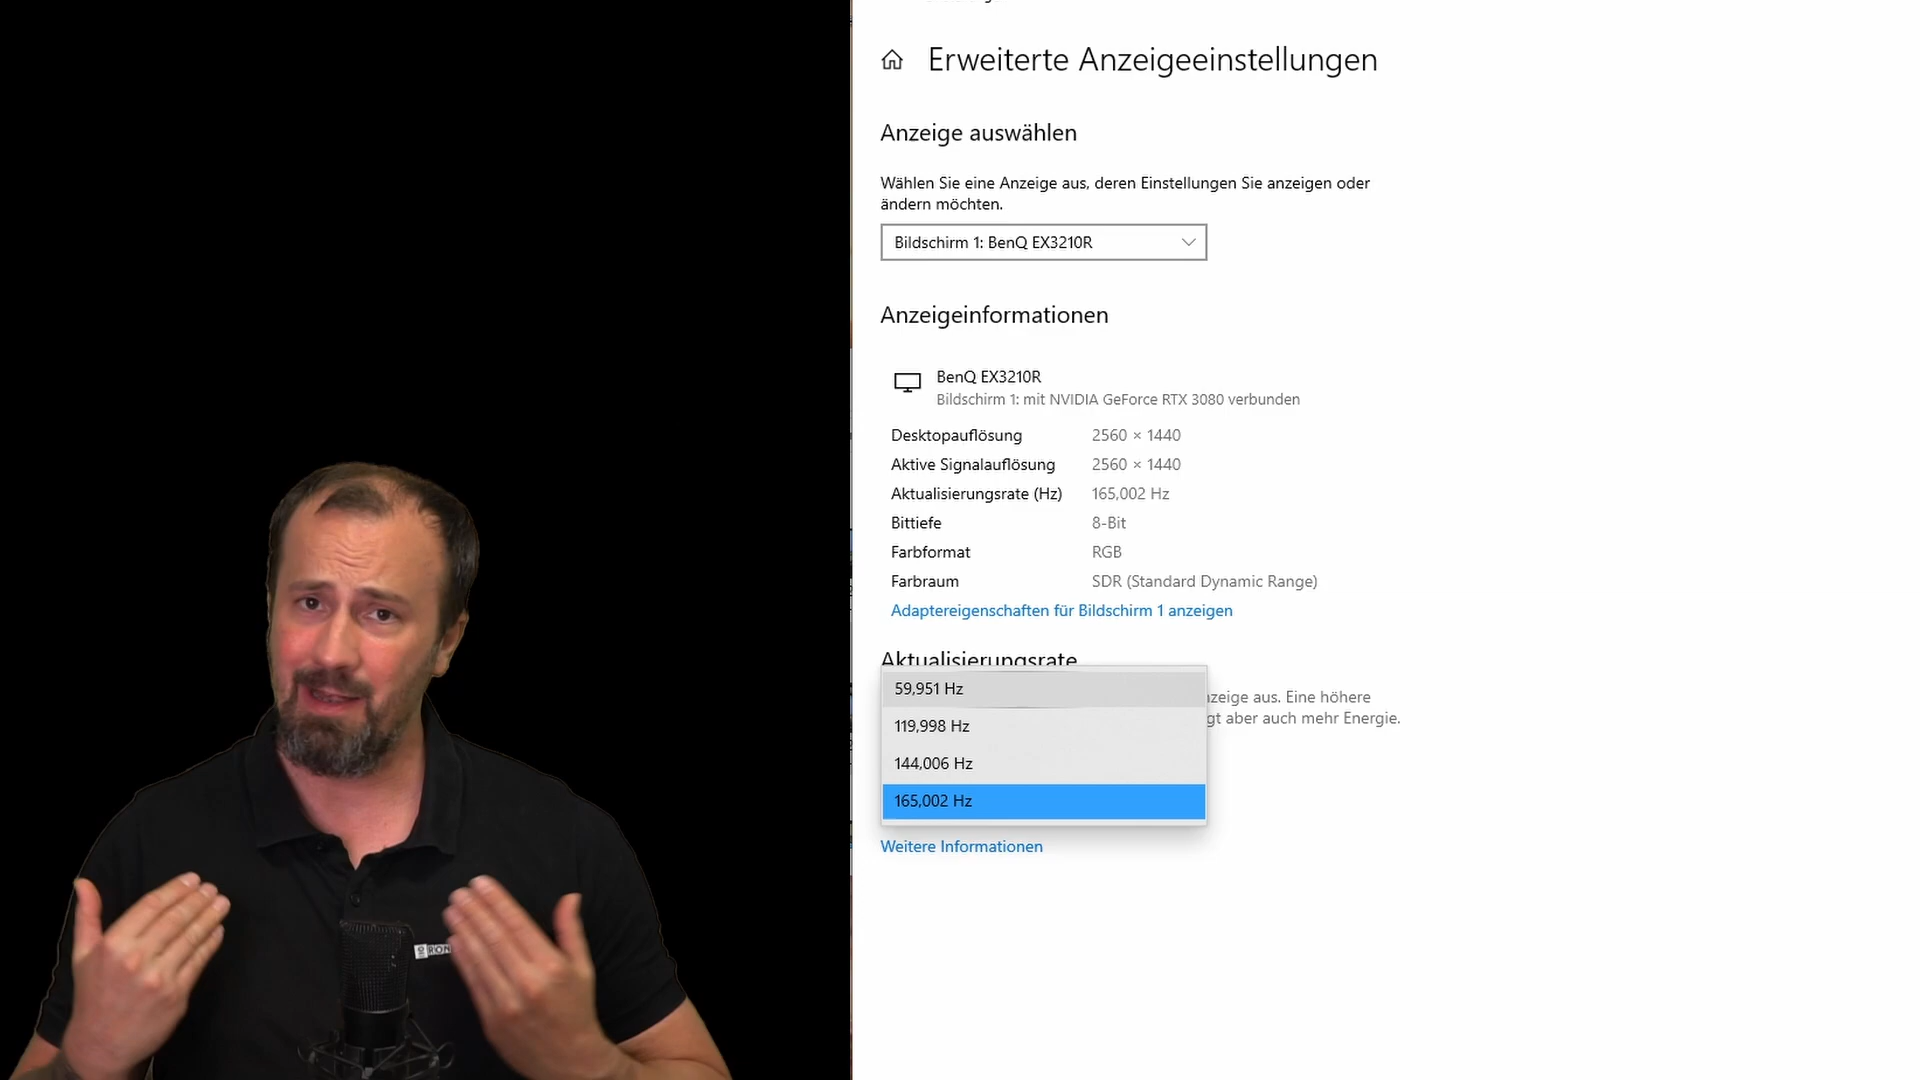 Erweiterte Anzeigeeinstellungen
Anzeige auswählen
Wählen Sie eine Anzeige aus, deren Einstellungen Sie anzeigen oder
ändern möchten.
Bildschirm 1: BenQ EX3210R
Anzeigeinformationen
BenQ EX3210R
Bildschirm 1: mit NVIDIA GeForce RTX 3080 verbunden
Desktopauflösung 2560 × 1440
Aktive Signalauflösung 2560 × 1440
Aktualisierungsrate (Hz) 165,002 Hz
Bittiefe 8-Bit
Farbformat RGB
Farbraum SDR (Standard Dynamic Range)
Adaptereigenschaften für Bildschirm 1 anzeigen
Aktualisierungsrate
59,951 Hz
aus. Eine höhere
aber auch mehr Energie.
119,998 Hz
144,006 Hz
165,002 Hz
Weitere Informationen